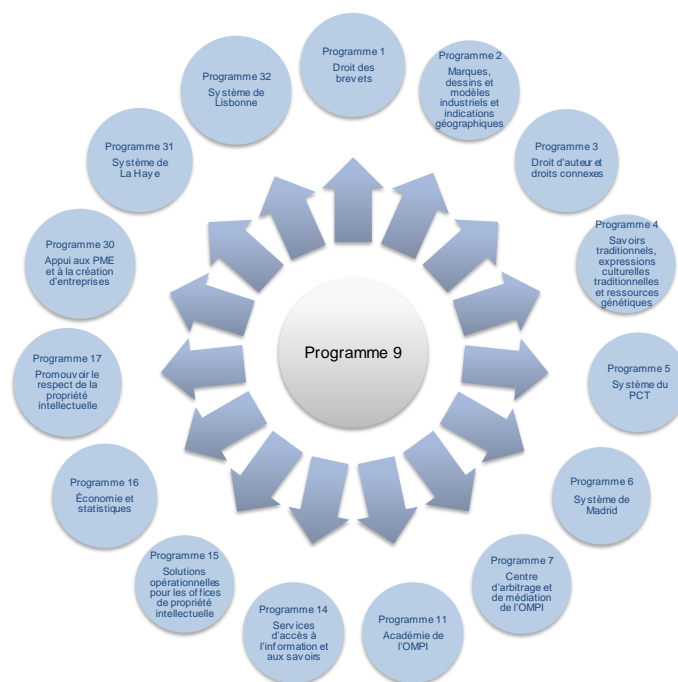 Programme 1
Droit des
brevets
Programme 2
Marques,
dessins et
modèles
industriels et
indications
géographiques
Programme 3
Droit d'auteur et
droits connexes
Programme 4
Savoirs
traditionnels,
expressions
culturelles
traditionnelles
et ressources
génétiques
Programme 5
Système du
PCT
Programme 6
Système de
Madrid
Programme 7
Centre
d'arbitrage et
de médiation
de l'OMPI
Programme 11
Académie de
l'OMPI
Programme 14
Services
d'accès à
l'information et
aux savoirs
Programme 15
Solutions
opérationnelles
pour les offices
de propriété
intellectuelle
Programme 16
Économie et
statistiques
Programme 17
Promouvoir le
respect de la
propriété
intellectuelle
Programme 30
Appui aux PME
et à la création
d'entreprises
Programme 31
Système de
La Haye
Programme 32
Système de
Lisbonne
Programme 9